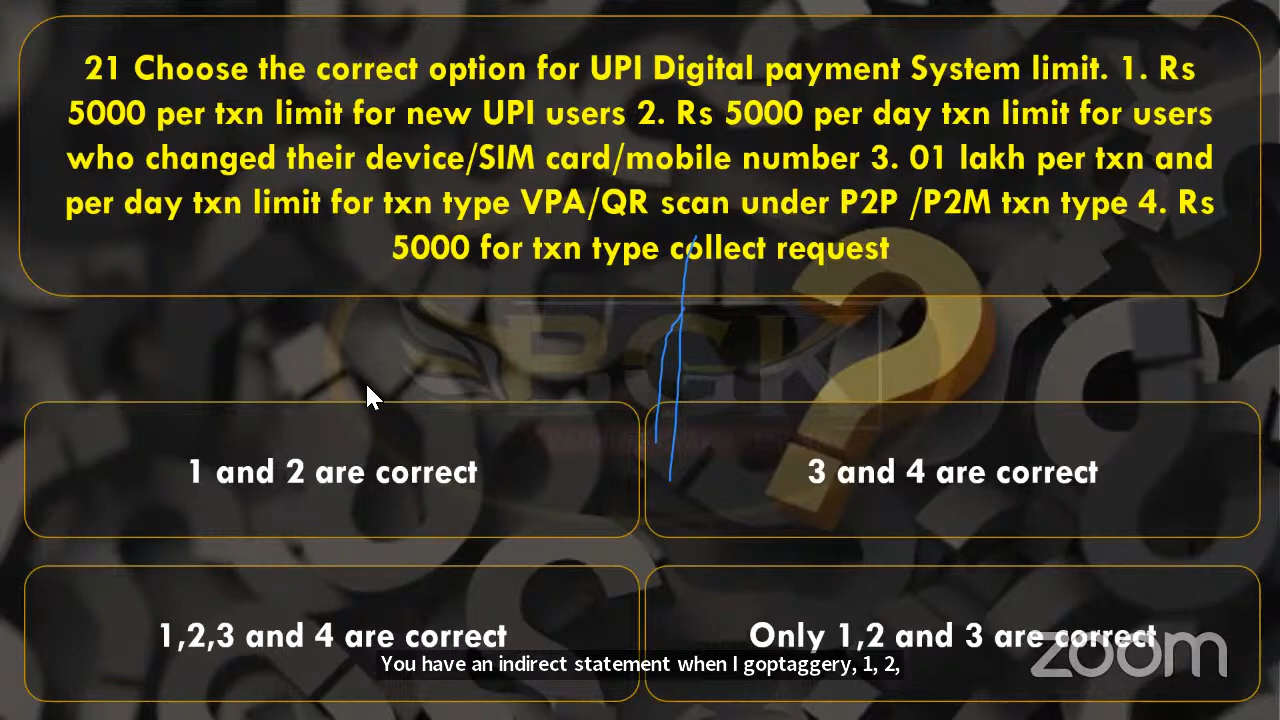 21 Choose the correct option for UPI Digital payment System limit. 1. Rs
5000 per txn limit for new UPI users 2. Rs 5000 per day txn limit for users
who changed their device/SIM card/mobile number 3. 01 lakh per txn and
per day txn limit for txn type VPA/QR scan under P2P /P2M txn type 4. Rs
5000 for txn type collect request
1 and 2 are correct
3 and 4 are correct
1,2,3 and 4 are correct
Only 1,2 and 3 are correct
You have an indirect statement when I goptaggery, 1, 2,
zoom